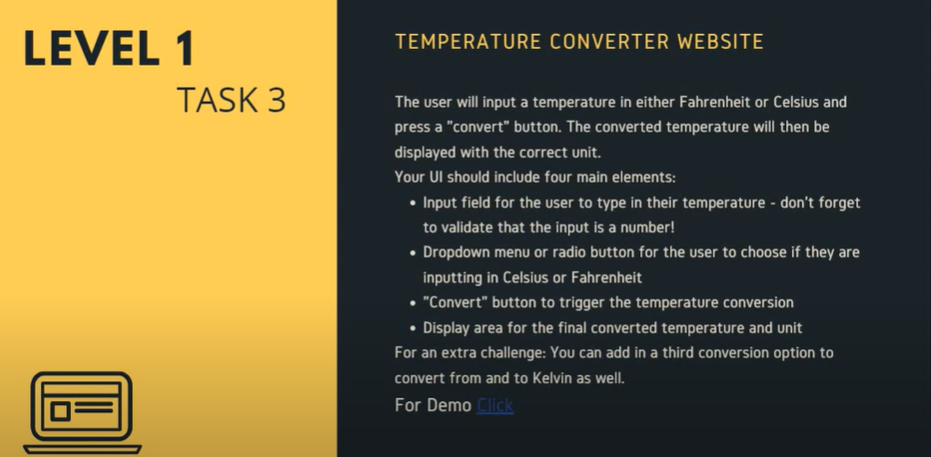 LEVEL 1
TASK 3
TEMPERATURE CONVERTER WEBSITE
The user will input a temperature in either Fahrenheit or Celsius and
press a "convert" button. The converted temperature will then be
displayed with the correct unit.
Your UI should include four main elements:
• Input field for the user to type in their temperature - don't forget
to validate that the input is a number!
• Dropdown menu or radio button for the user to choose if they are
inputting in Celsius or Fahrenheit
• "Convert" button to trigger the temperature conversion
• Display area for the final converted temperature and unit
For an extra challenge: You can add in a third conversion option to
convert from and to Kelvin as well.
For Demo Click